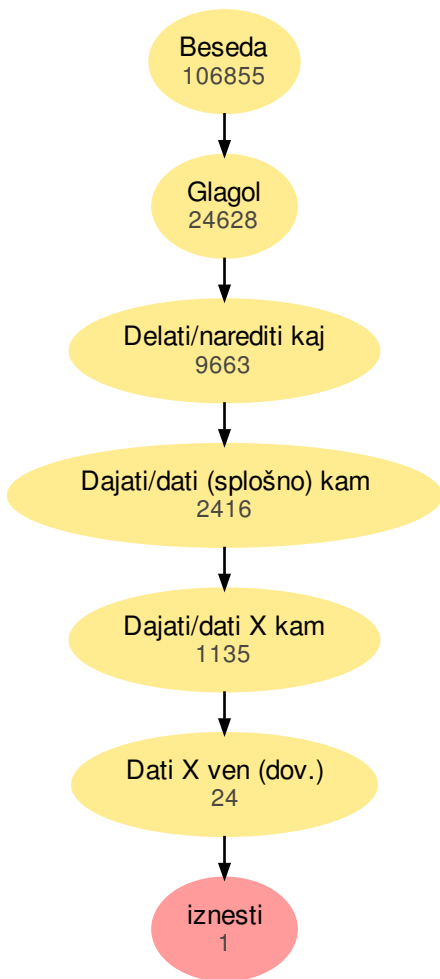 Beseda
106855
Glagol
24628
Delati/narediti kaj
9663
Dajati/dati (splošno) kam
2416
Dajati/dati X kam
1135
Dati X ven (dov.)
24
iznesti
1